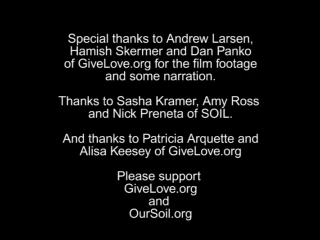 Special thanks to Andrew Larsen,
Hamish Skermer and Dan Panko
of GiveLove.org for the film footage
and some narration.
Thanks to Sasha Kramer, Amy Ross
and Nick Preneta of SOIL.
And thanks to Patricia Arquette and
Alisa Keesey of GiveLove.org
Please support
GiveLove.org
and
OurSoil.org